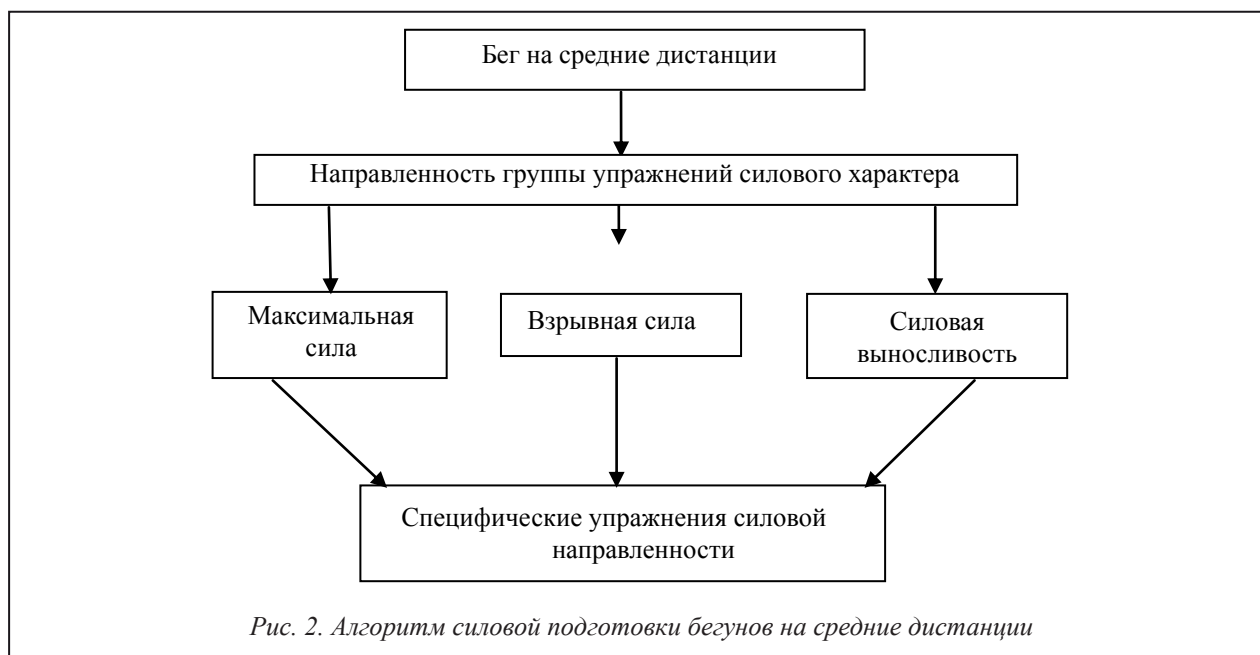 Бег на средние дистанции
Направленность группы упражнений силового характера
Максимальная
сила
Взрывная сила
Силовая
выносливость
Специфические упражнения силовой
направленности
Рис. 2. Алгоритм силовой подготовки бегунов на средние дистанции